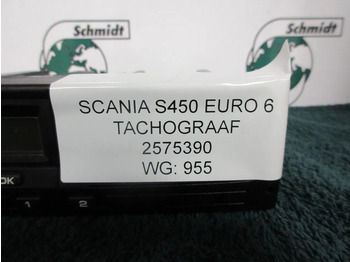 Schmidt
Schmidt
SCANIA S450 EURO 6
TACHOGRAAF
2575390
WG: 955
OK
1 2